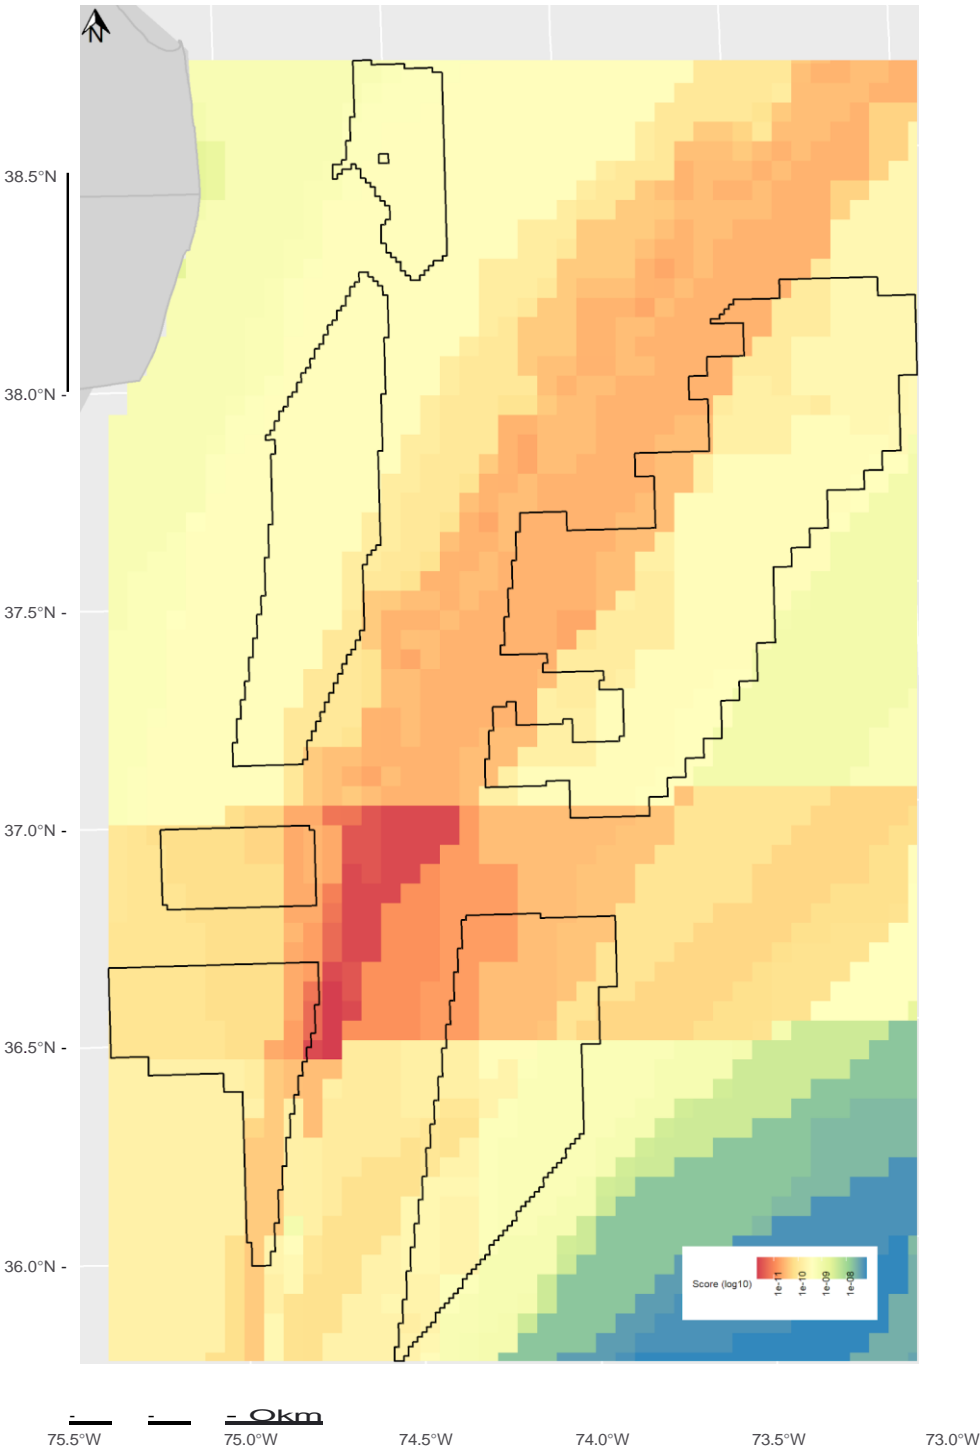 N
38.5°N
38.0°N -
37.5°N -
37.0°N -
36.5°N -
36.0°N -
Score (log10)
1e-11
1e-10
1e-09
1e-08
- - - 0km
75.5°W 75.0°W 74.5°W 74.0°W 73.5°W 73.0°W